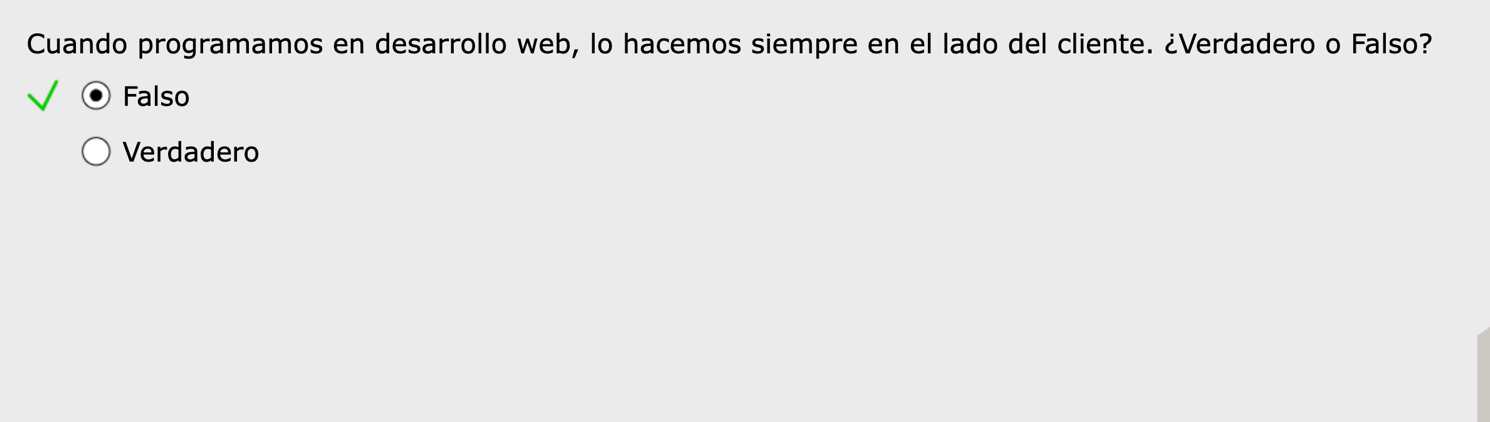 Cuando programamos en desarrollo web, lo hacemos siempre en el lado del cliente. ¿Verdadero o Falso?
Falso
Verdadero